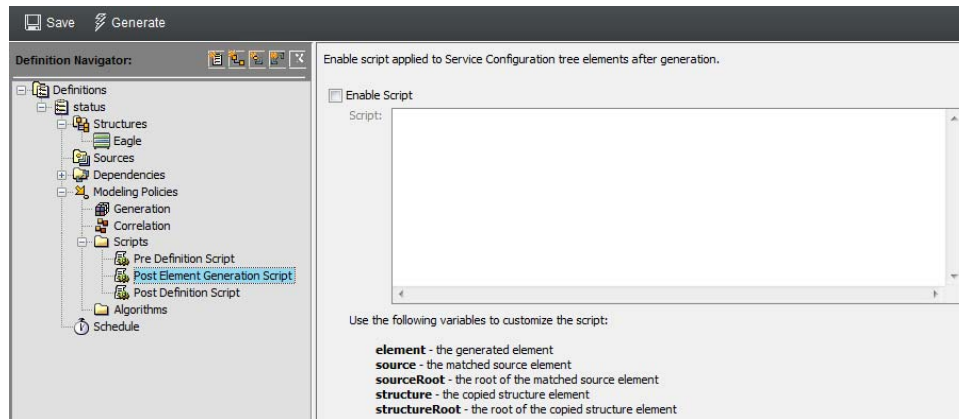 Save Generate
Definition Navigator:
Definitions
status
Structures
Eagle
Sources
Dependencies
Modeling Policies
Generation
Correlation
Scripts
Pre Definition Script
Post Element Generation Script
Post Definition Script
Algorithms
Schedule
Enable script applied to Service Configuration tree elements after generation.
Enable Script
Script:
Use the following variables to customize the script:
element - the generated element
source - the matched source element
sourceRoot - the root of the matched source element
structure - the copied structure element
structureRoot - the root of the copied structure element